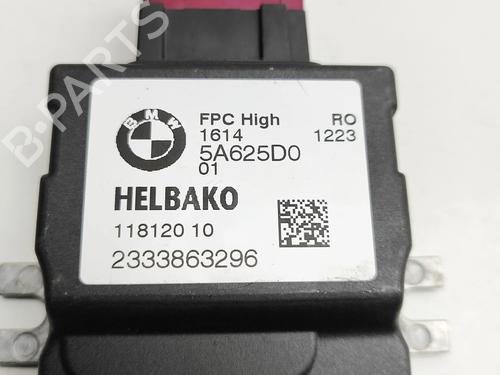 B-PARTS
BMW
FPC High RO
1614 1223
5A625D0
01
HELBAKO
118120 10
2333863296